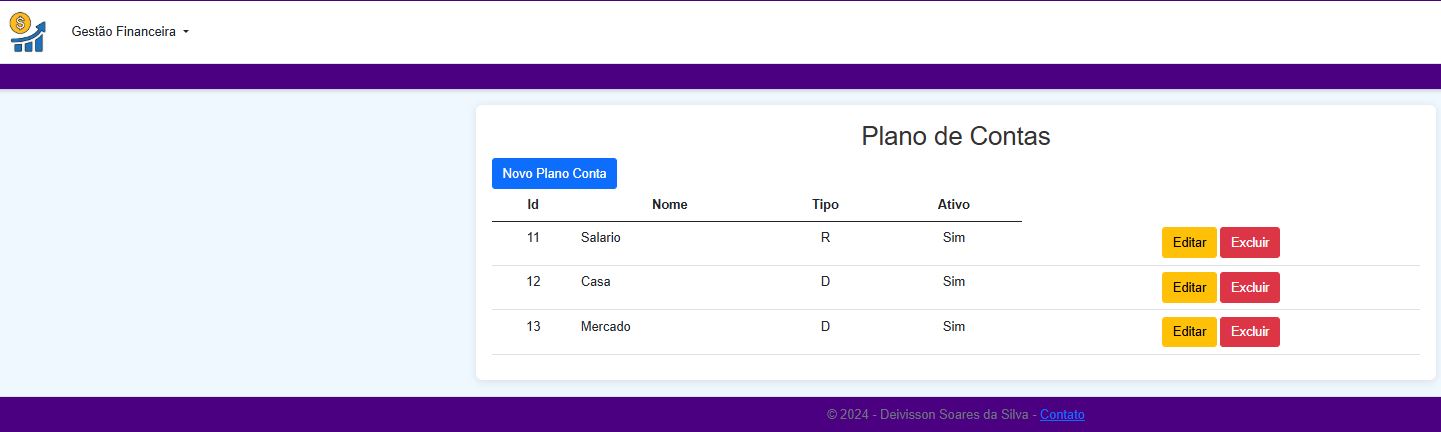 Gestão Financeira
Plano de Contas
Novo Plano Conta
Id Nome Tipo Ativo
11 Salario R Sim Editar Excluir
12 Casa D Sim Editar Excluir
13 Mercado D Sim Editar Excluir
© 2024 - Deivisson Soares da Silva - Contato